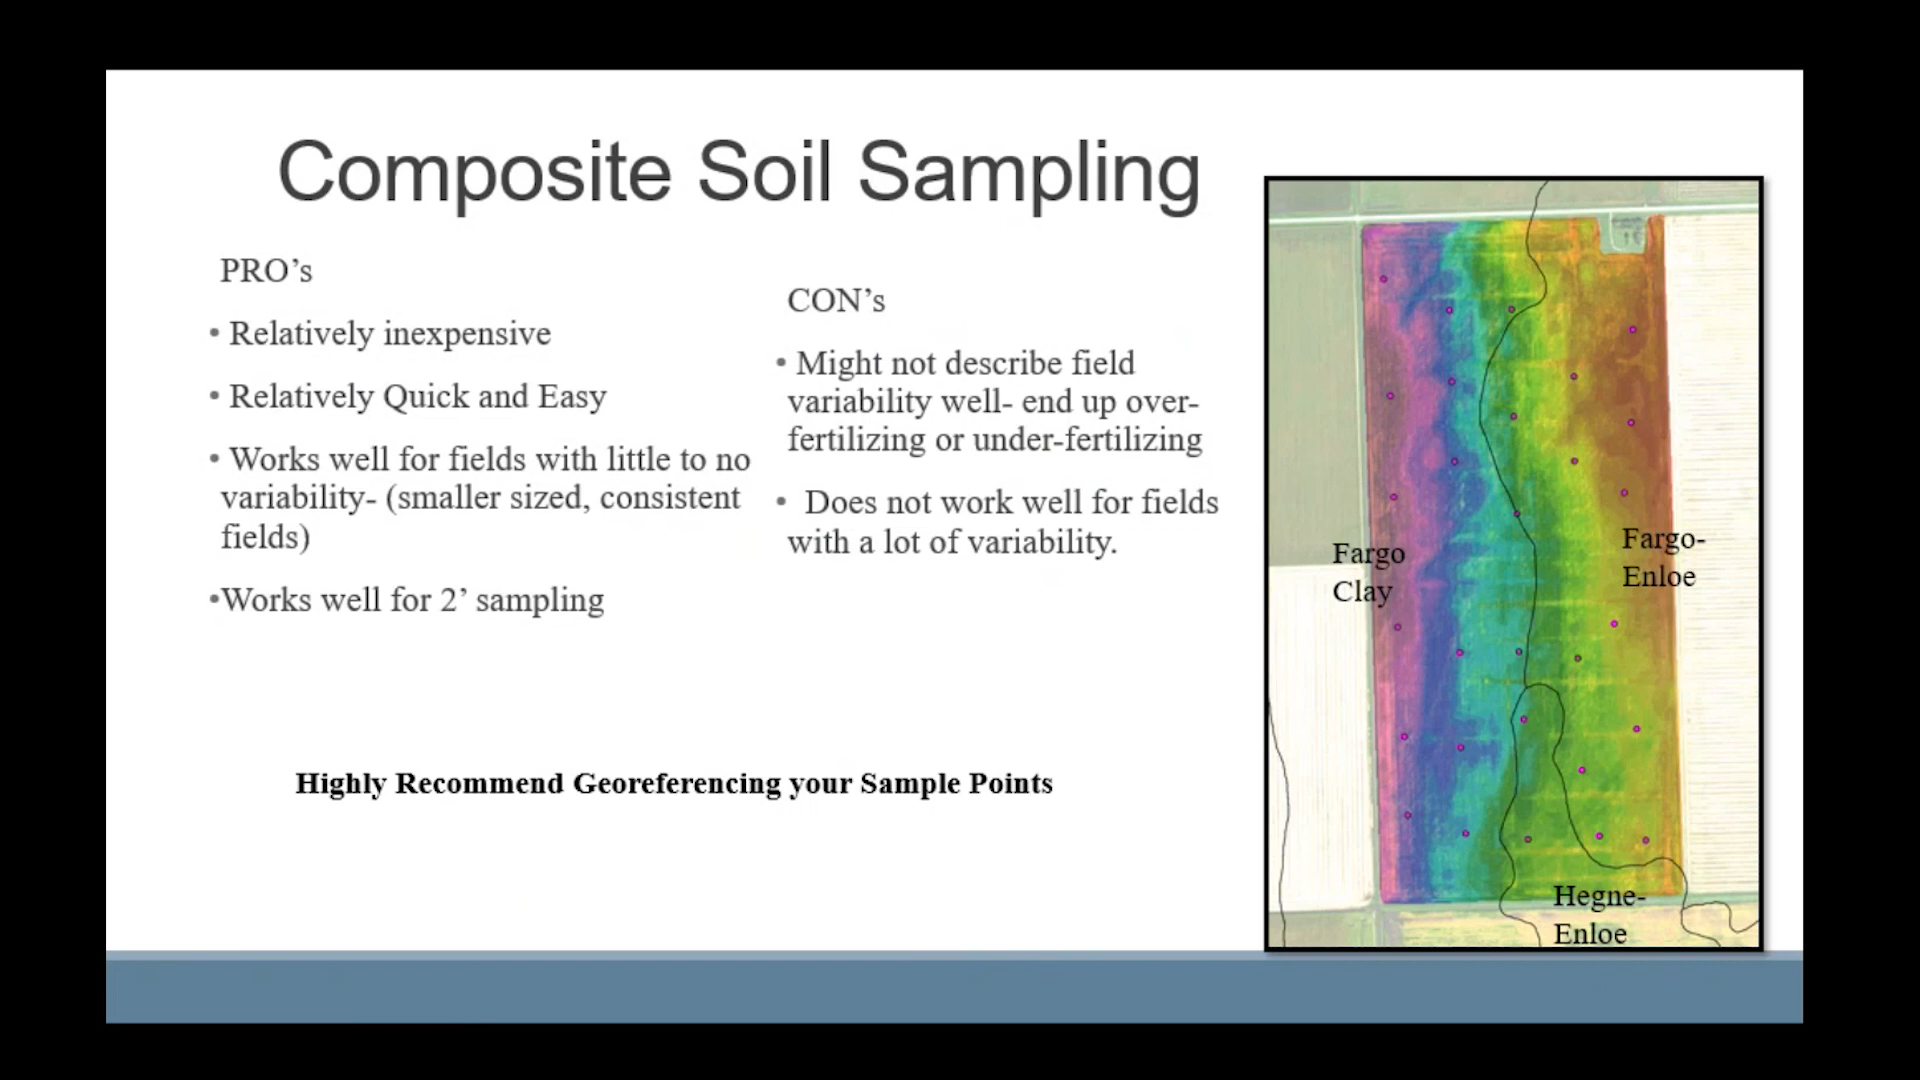 Composite Soil Sampling
PRO’s
• Relatively inexpensive
• Relatively Quick and Easy
• Works well for fields with little to no
variability- (smaller sized, consistent
fields)
•Works well for 2’ sampling
CON’s
• Might not describe field
variability well- end up over-
fertilizing or under-fertilizing
• Does not work well for fields
with a lot of variability.
Highly Recommend Georeferencing your Sample Points
Fargo
Clay
Fargo-
Enloe
Hegne-
Enloe